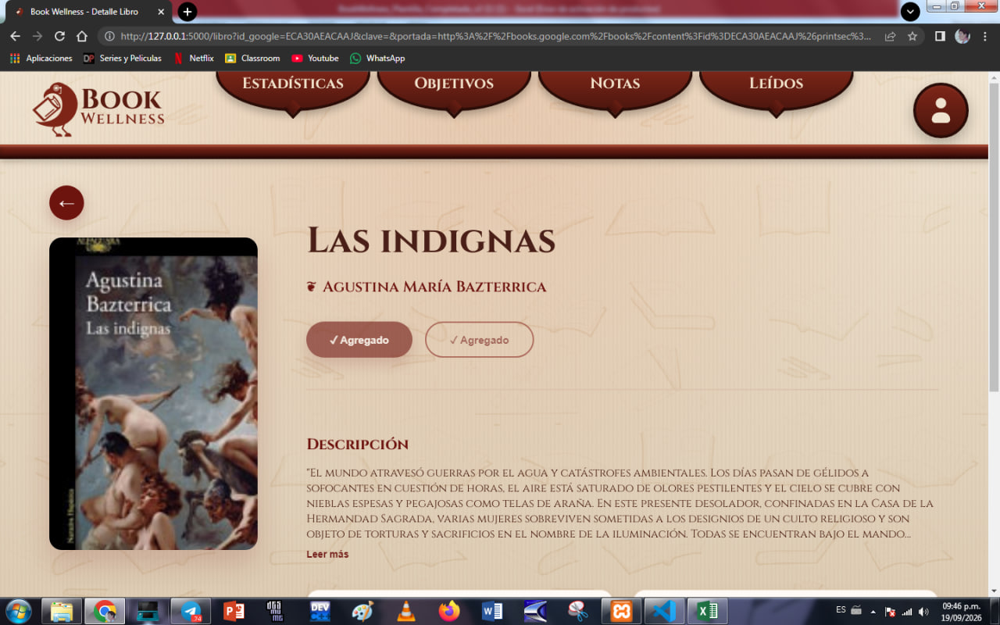 Book Wellness - Detalle Libro
http://127.0.0.1:5000/libro?id_google=ECA30AEACAAJ&clave=&portada=http%3A%2F%2Fbooks.google.com%2Fbooks%2Fcontent%3Fid%3DECA30AEACAAJ%26printsec%3...
Aplicaciones
Series y Peliculas
Netflix
Classroom
Youtube
WhatsApp
BOOK
WELLNESS
ESTADÍSTICAS
OBJETIVOS
NOTAS
LEÍDOS
←
ALFAGUARA
Agustina
Bazterrica
Las indignas
Narrativa Hispánica
LAS INDIGNAS
❦ AGUSTINA MARÍA BAZTERRICA
✓ Agregado
✓ Agregado
DESCRIPCIÓN
"EL MUNDO ATRAVESÓ GUERRAS POR EL AGUA Y CATÁSTROFES AMBIENTALES. LOS DÍAS PASAN DE GÉLIDOS A
SOFOCANTES EN CUESTIÓN DE HORAS, EL AIRE ESTÁ SATURADO DE OLORES PESTILENTES Y EL CIELO SE CUBRE CON
NIEBLAS ESPESAS Y PEGAJOSAS COMO TELAS DE ARAÑA. EN ESTE PRESENTE DESOLADOR, CONFINADAS EN LA CASA DE LA
HERMANDAD SAGRADA, VARIAS MUJERES SOBREVIVEN SOMETIDAS A LOS DESIGNIOS DE UN CULTO RELIGIOSO Y SON
OBJETO DE TORTURAS Y SACRIFICIOS EN EL NOMBRE DE LA ILUMINACIÓN. TODAS SE ENCUENTRAN BAJO EL MANDO...
Leer más
74
DEV
ES
09:46 p.m.
19/09/2026